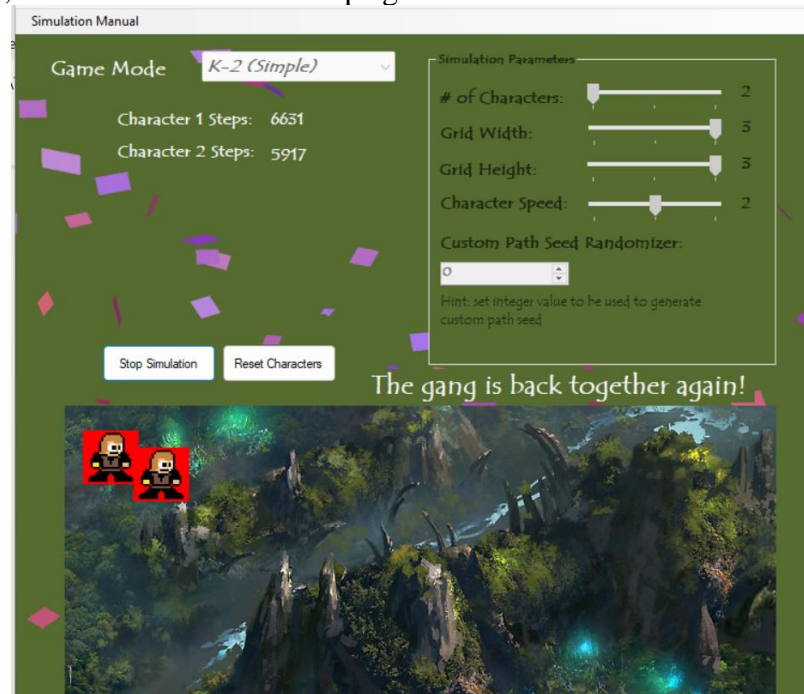 Simulation Manual
Game Mode K-2 (Simple)
Character 1 Steps: 6631
Character 2 Steps: 5917
Simulation Parameters
# of Characters: 2
Grid Width: 3
Grid Height: 3
Character Speed: 2
Custom Path Seed Randomizer:
0
Hint: set integer value to be used to generate
custom path seed
Stop Simulation Reset Characters
The gang is back together again!